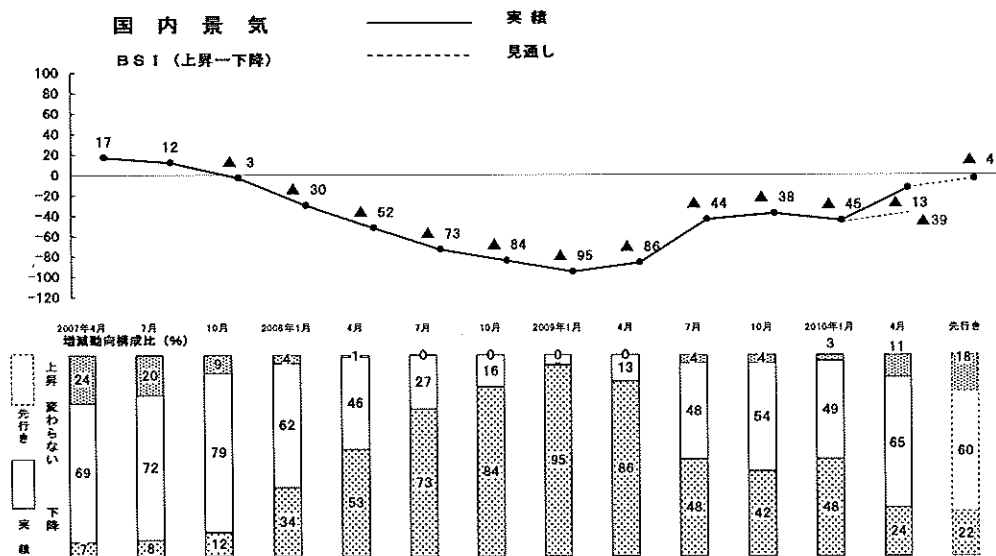 国内景気
BSI（上昇ー下降）
実績
見通し
100
80
60
40
20
0
-20
-40
-60
-80
-100
-120
17
12
▲ 3
▲ 30
▲ 52
▲ 73
▲ 84
▲ 95
▲ 86
▲ 44
▲ 38
▲ 46
▲ 13
▲39
▲ 4
2007年4月 7月 10月 2008年1月 4月 7月 10月 2009年1月 4月 7月 10月 2010年1月 4月 先行き
増減動向構成比（%）
上昇 変わらない 下降
先行き
実績
24 20 9 4 1 0 0 0 0 4 4 3 11 18
69 72 79 62 46 27 16 13 48 54 49 65 60
7 8 12 34 53 73 84 95 86 48 42 48 24 22